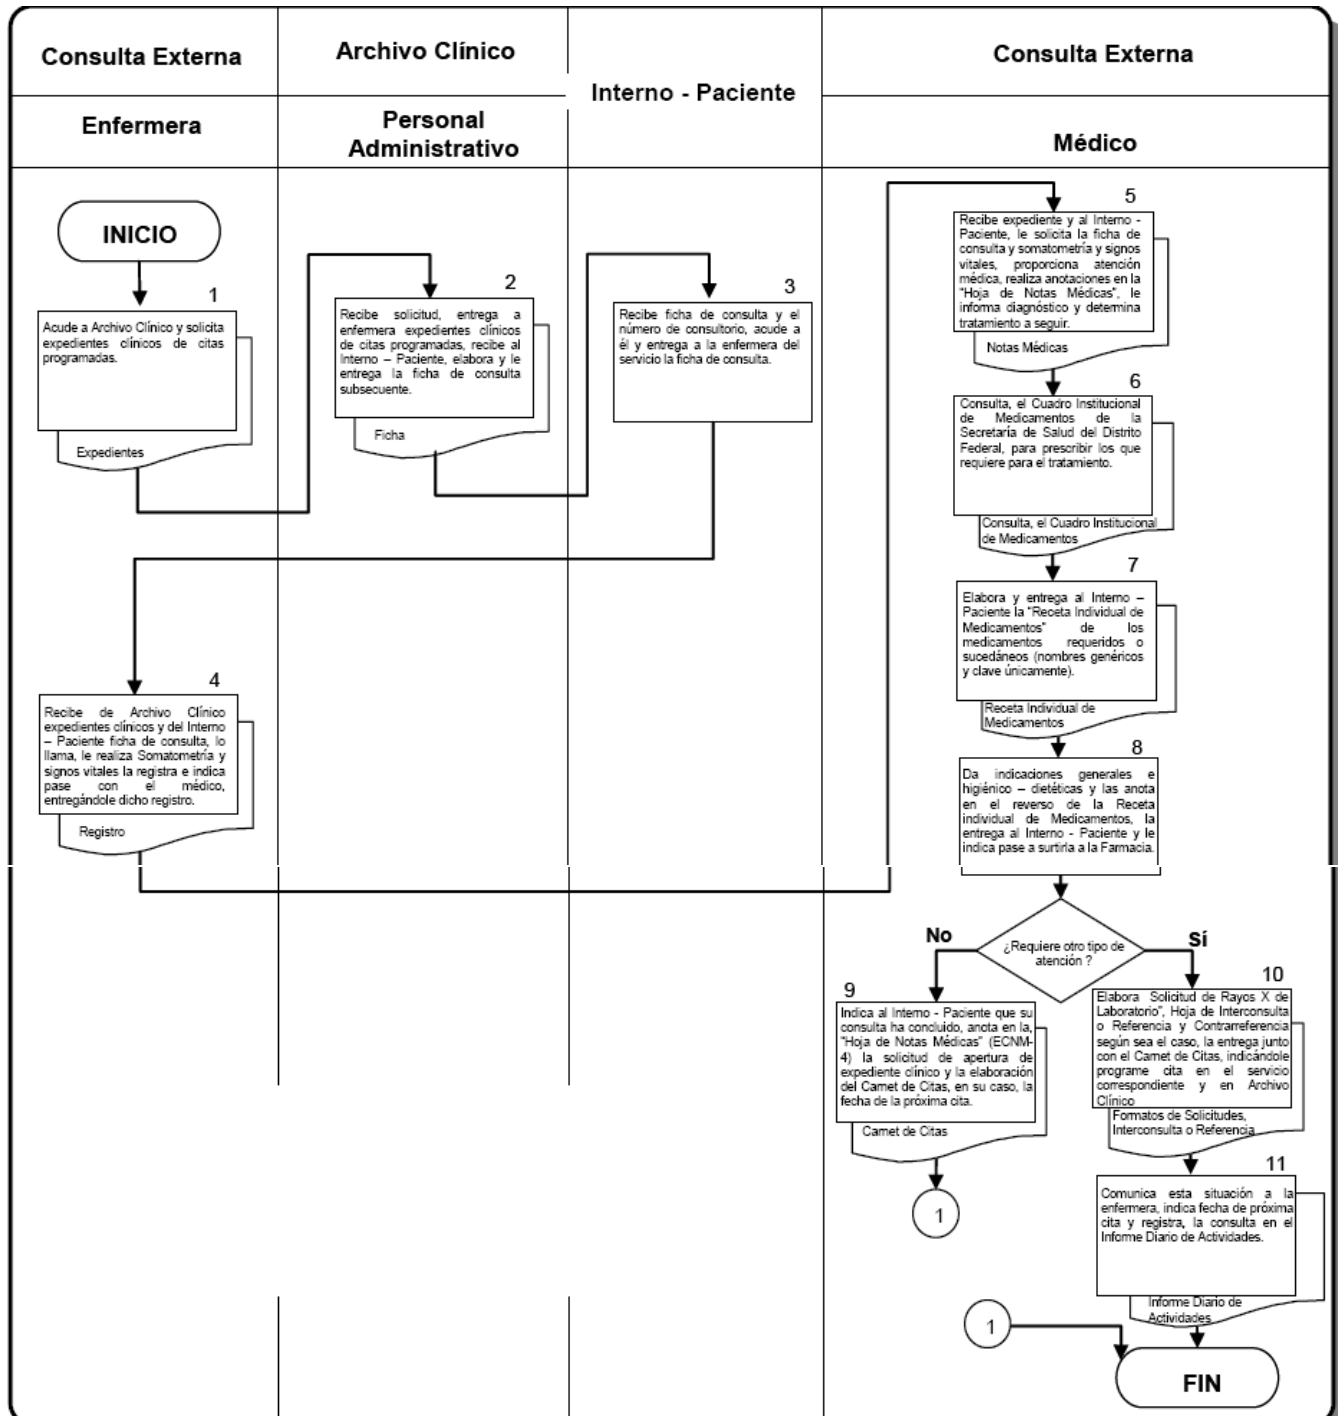 Consulta Externa
Enfermera
Archivo Clínico
Personal
Administrativo
Interno - Paciente
Consulta Externa
Médico
INICIO
1
Acude a Archivo Clínico y solicita
expedientes clínicos de citas
programadas.
Expedientes
2
Recibe solicitud, entrega a
enfermera expedientes clínicos
de citas programadas, recibe al
Interno – Paciente, elabora y le
entrega la ficha de consulta
subsecuente.
Ficha
3
Recibe ficha de consulta y el
número de consultorio, acude a
él y entrega a la enfermera del
servicio la ficha de consulta.
4
Recibe de Archivo Clínico
expedientes clínicos y del Interno
– Paciente ficha de consulta, lo
llama, le realiza Somatometría y
signos vitales la registra e indica
pase con el médico,
entregándole dicho registro.
Registro
5
Recibe expediente y al Interno -
Paciente, le solicita la ficha de
consulta y somatometría y signos
vitales, proporciona atención
médica, realiza anotaciones en la
“Hoja de Notas Médicas”, le
informa diagnóstico y determina
tratamiento a seguir.
Notas Médicas
6
Consulta, el Cuadro Institucional
de Medicamentos de la
Secretaría de Salud del Distrito
Federal, para prescribir los que
requiere para el tratamiento.
Consulta, el Cuadro Institucional
de Medicamentos
7
Elabora y entrega al Interno –
Paciente la “Receta Individual de
Medicamentos” de los
medicamentos requeridos o
sucedáneos (nombres genéricos
y clave únicamente).
Receta Individual de
Medicamentos
8
Da indicaciones generales e
higiénico – dietéticas y las anota
en el reverso de la Receta
individual de Medicamentos, la
entrega al Interno - Paciente y le
indica pase a surtirla a la Farmacia.
¿Requiere otro tipo de
atención ?
No
Sí
9
Indica al Interno - Paciente que su
consulta ha concluido, anota en la,
“Hoja de Notas Médicas” (ECNM-
4) la solicitud de apertura de
expediente clínico y la elaboración
del Carnet de Citas, en su caso, la
fecha de la próxima cita.
Carnet de Citas
1
10
Elabora Solicitud de Rayos X de
Laboratorio”, Hoja de Interconsulta
o Referencia y Contrarreferencia
según sea el caso, la entrega junto
con el Carnet de Citas, indicándole
programe cita en el servicio
correspondiente y en Archivo
Clínico
Formatos de Solicitudes,
Interconsulta o Referencia
11
Comunica esta situación a la
enfermera, indica fecha de próxima
cita y registra, la consulta en el
Informe Diario de Actividades.
Informe Diario de
Actividades
1
FIN